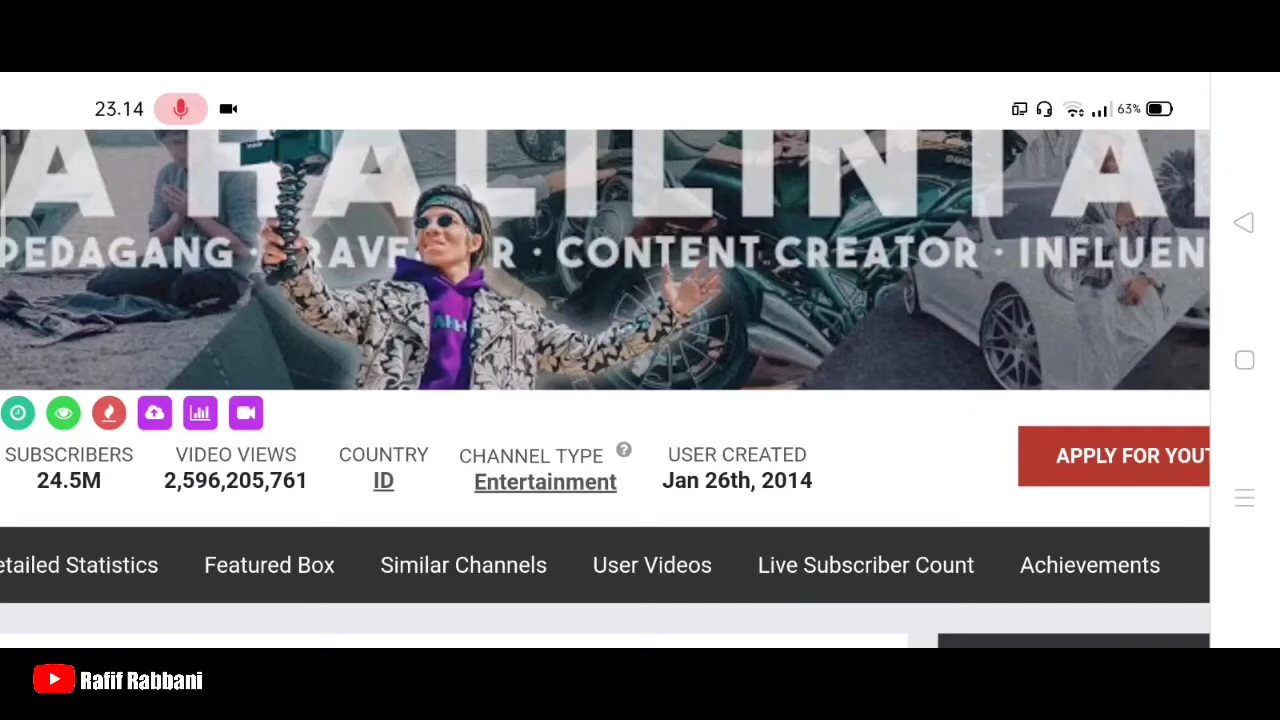 23.14
63%
A HALILINTA
PEDAGANG · TRAVE R · CONTENT CREATOR · INFLUEN
SUBSCRIBERS VIDEO VIEWS COUNTRY CHANNEL TYPE ? USER CREATED
24.5M 2,596,205,761 ID Entertainment Jan 26th, 2014
APPLY FOR YOUT
etailed Statistics Featured Box Similar Channels User Videos Live Subscriber Count Achievements
Rafif Rabbani